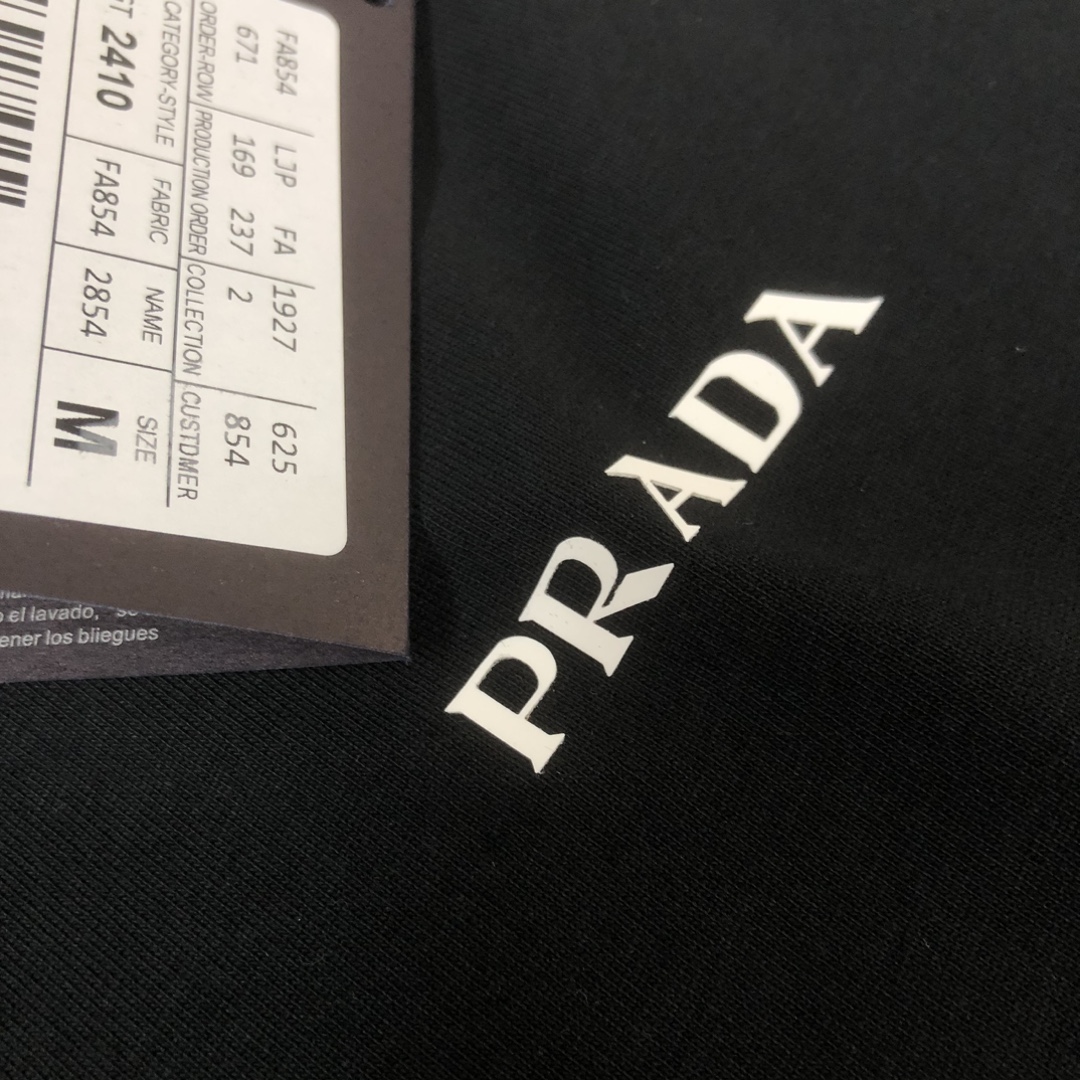 FA854 LJP FA 1927 625
671 169 237 2 854
ORDER-ROW PRODUCTION ORDER COLLECTION CUSTDMER
CATEGORY-STYLE FABRIC NAME SIZE
2410 FA854 2854 M
el lavado,
ener los bliegues
PRADA